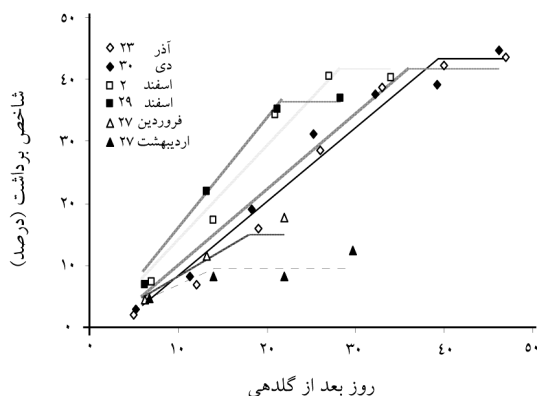 ۵۰
۴۰
۳۰
۲۰
۱۰
۰
شاخص برداشت (درصد)
۲۳ آذر
۳۰ دی
۲ اسفند
۲۹ اسفند
۲۷ فروردین
۲۷ اردیبهشت
۰ ۱۰ ۲۰ ۳۰ ۴۰ ۵۰
روز بعد از گلدهی